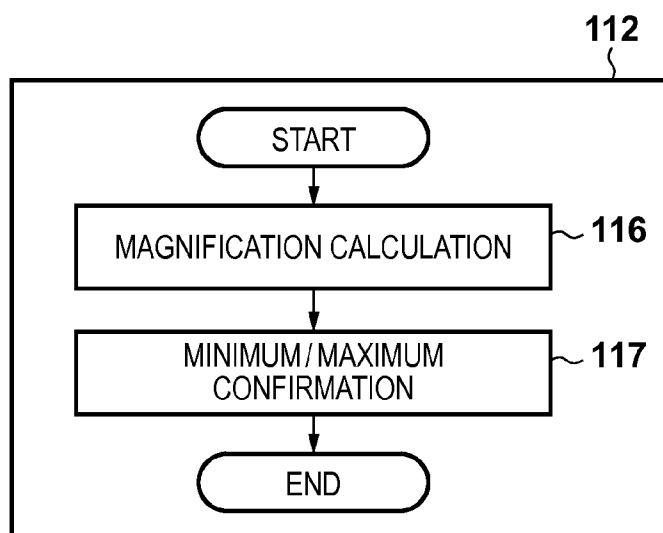 112
START
MAGNIFICATION CALCULATION
116
MINIMUM/MAXIMUM
CONFIRMATION
117
END